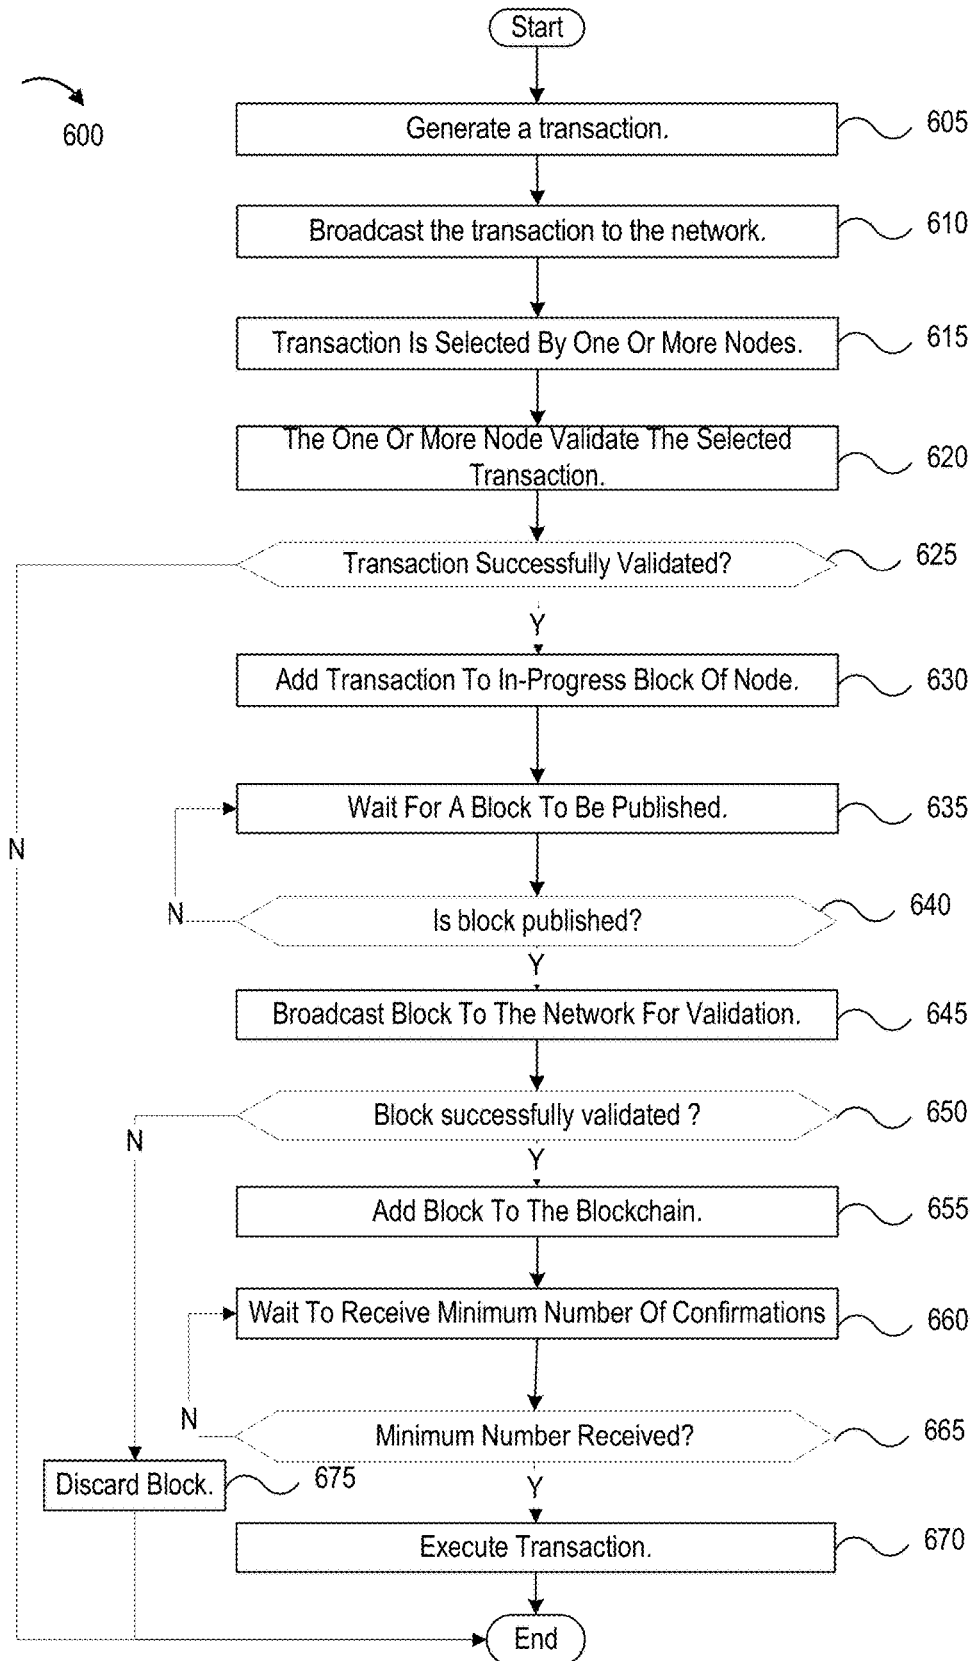 Start
600
Generate a transaction.
605
Broadcast the transaction to the network.
610
Transaction Is Selected By One Or More Nodes.
615
The One Or More Node Validate The Selected
Transaction.
620
Transaction Successfully Validated?
625
Y
Add Transaction To In-Progress Block Of Node.
630
Wait For A Block To Be Published.
635
N
Is block published?
640
N
Y
Broadcast Block To The Network For Validation.
645
Block successfully validated ?
650
N
Y
Add Block To The Blockchain.
655
Wait To Receive Minimum Number Of Confirmations
660
N
Minimum Number Received?
665
Discard Block.
675
Y
Execute Transaction.
670
End